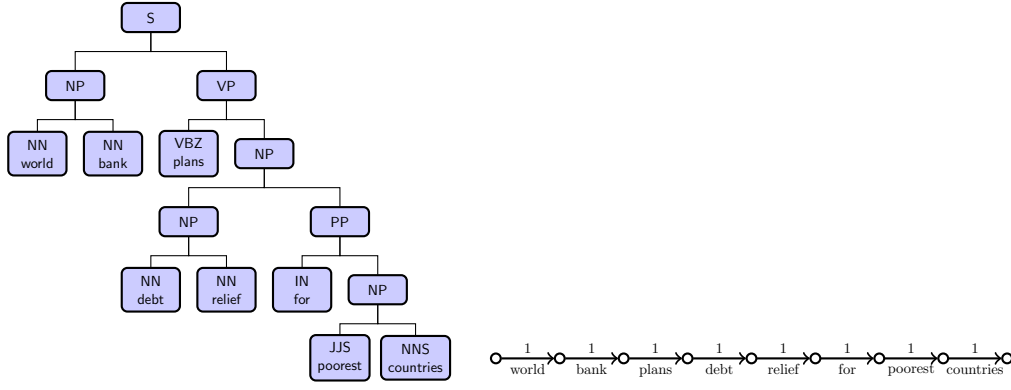 S
NP VP
NN world NN bank VBZ plans NP
NP PP
NN debt NN relief IN for NP
JJS poorest NNS countries
1 1 1 1 1 1 1 1
world bank plans debt relief for poorest countries